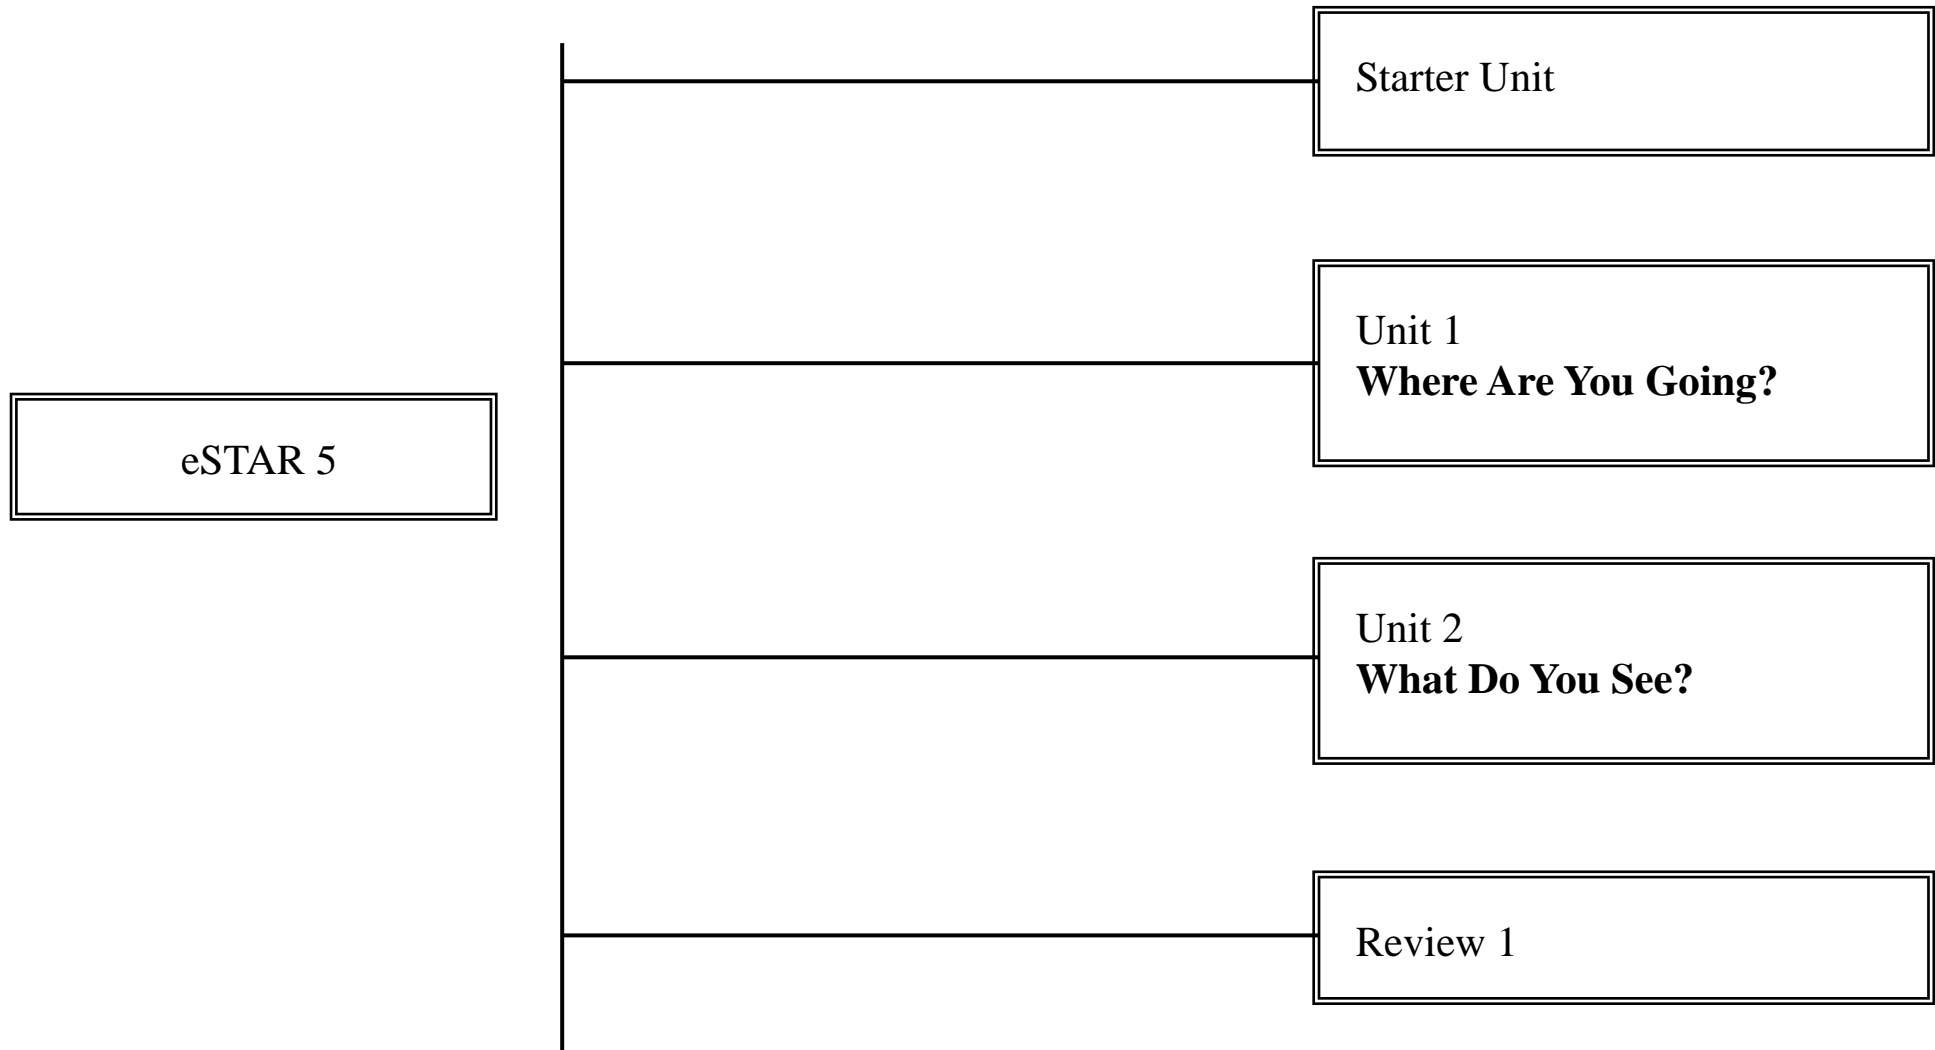 Starter Unit
Unit 1
Where Are You Going?
eSTAR 5
Unit 2
What Do You See?
Review 1